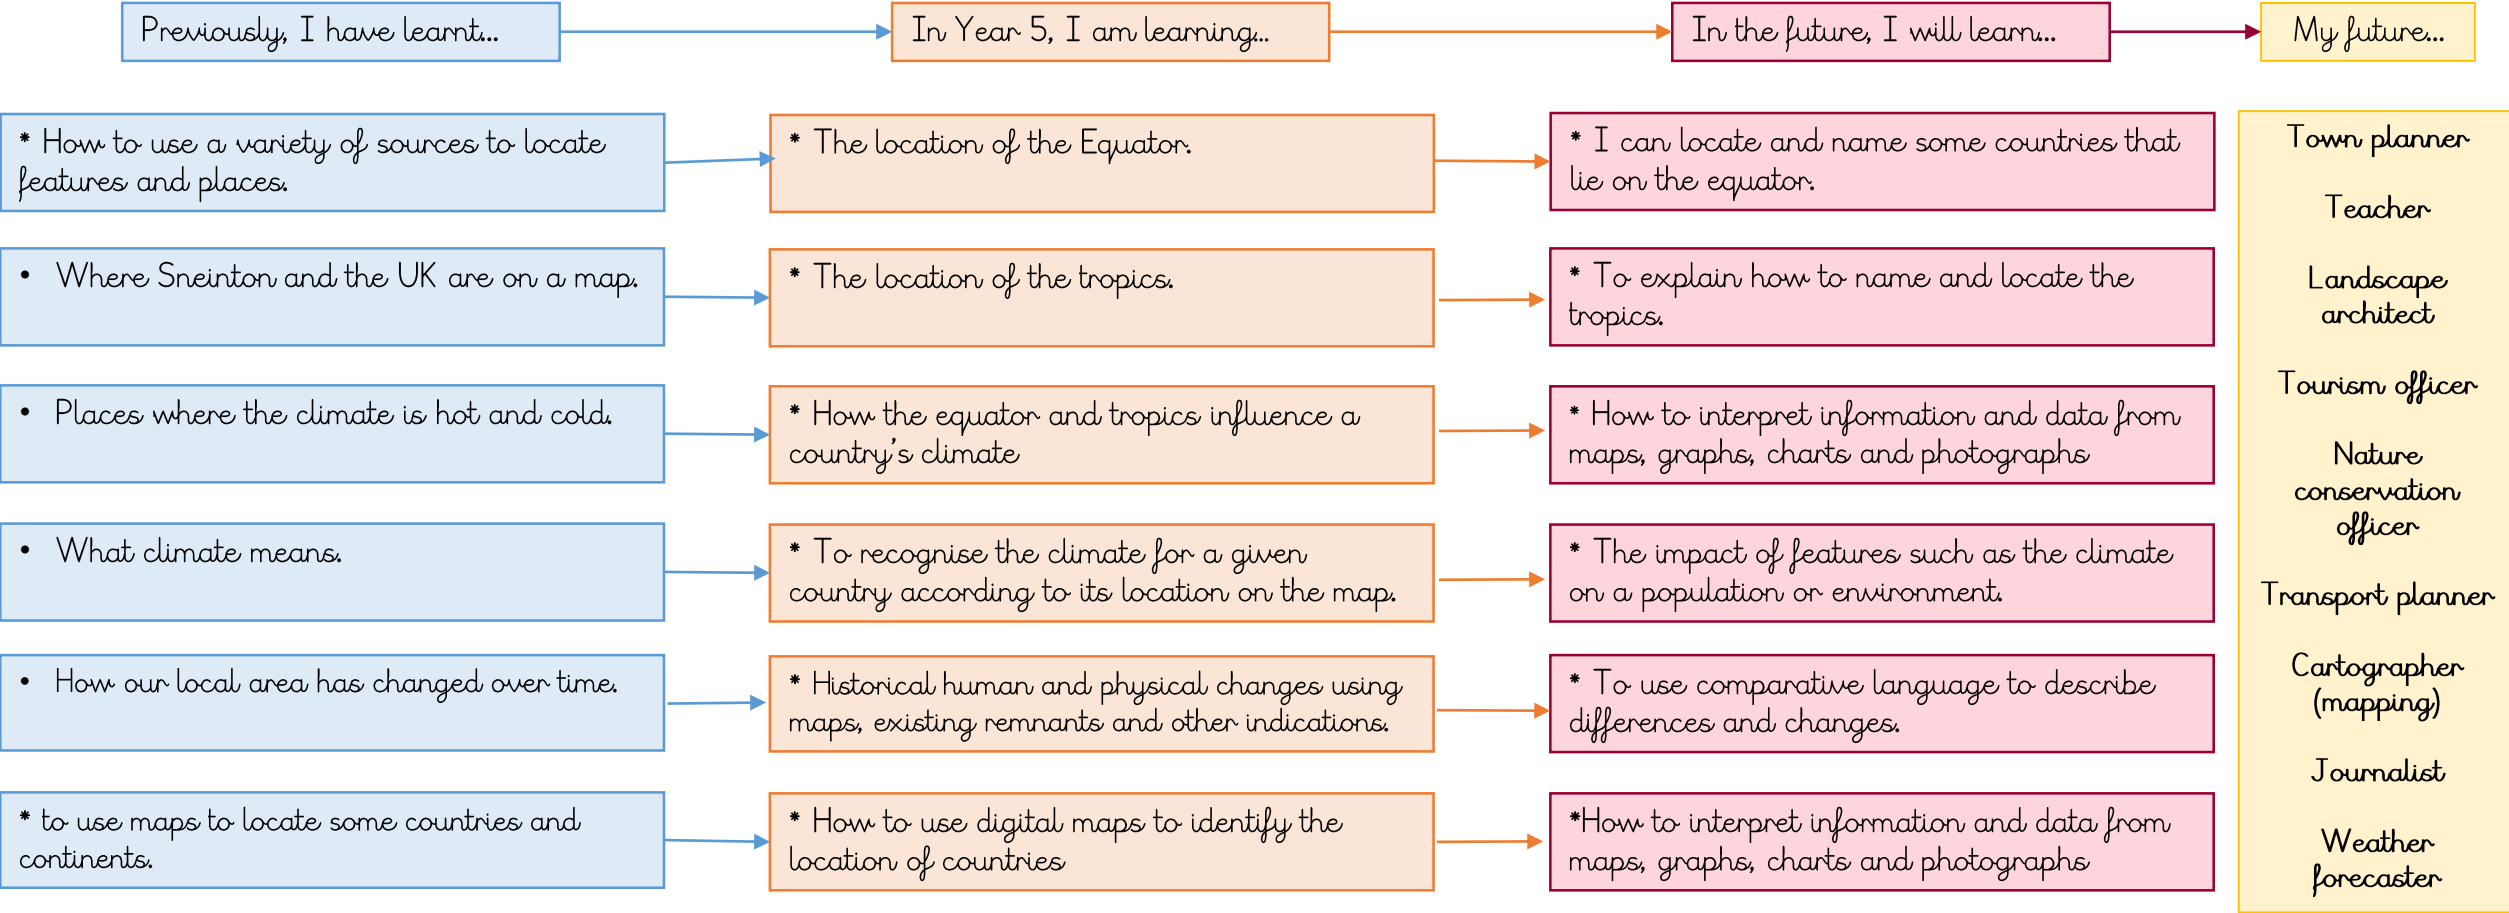 Previously, I have learnt...
In Year 5, I am learning...
In the future, I will learn...
My future...
* How to use a variety of sources to locate
features and places.
* The location of the Equator.
* I can locate and name some countries that
lie on the equator.
• Where Sneinton and the UK are on a map.
* The location of the tropics.
* To explain how to name and locate the
tropics.
• Places where the climate is hot and cold.
* How the equator and tropics influence a
country's climate
* How to interpret information and data from
maps, graphs, charts and photographs
• What climate means.
* To recognise the climate for a given
country according to its location on the map.
* The impact of features such as the climate
on a population or environment.
• How our local area has changed over time.
* Historical human and physical changes using
maps, existing remnants and other indications.
* To use comparative language to describe
differences and changes.
* to use maps to locate some countries and
continents.
* How to use digital maps to identify the
location of countries
*How to interpret information and data from
maps, graphs, charts and photographs
Town planner
Teacher
Landscape
architect
Tourism officer
Nature
conservation
officer
Transport planner
Cartographer
(mapping)
Journalist
Weather
forecaster